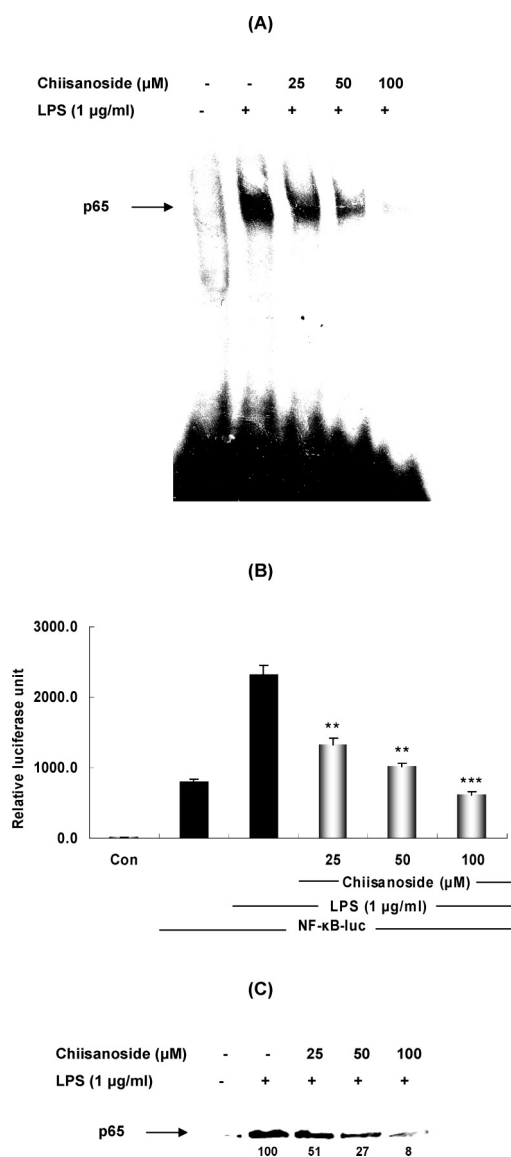 (A)
Chiisanoside (µM) - - 25 50 100
LPS (1 µg/ml) - + + + +
p65
(B)
Relative luciferase unit
3000.0
2000.0
1000.0
0.0
** ** ***
Con 25 50 100
Chiisanoside (µM)
LPS (1 µg/ml)
NF-κB-luc
(C)
Chiisanoside (µM) - - 25 50 100
LPS (1 µg/ml) - + + + +
p65
100 51 27 8